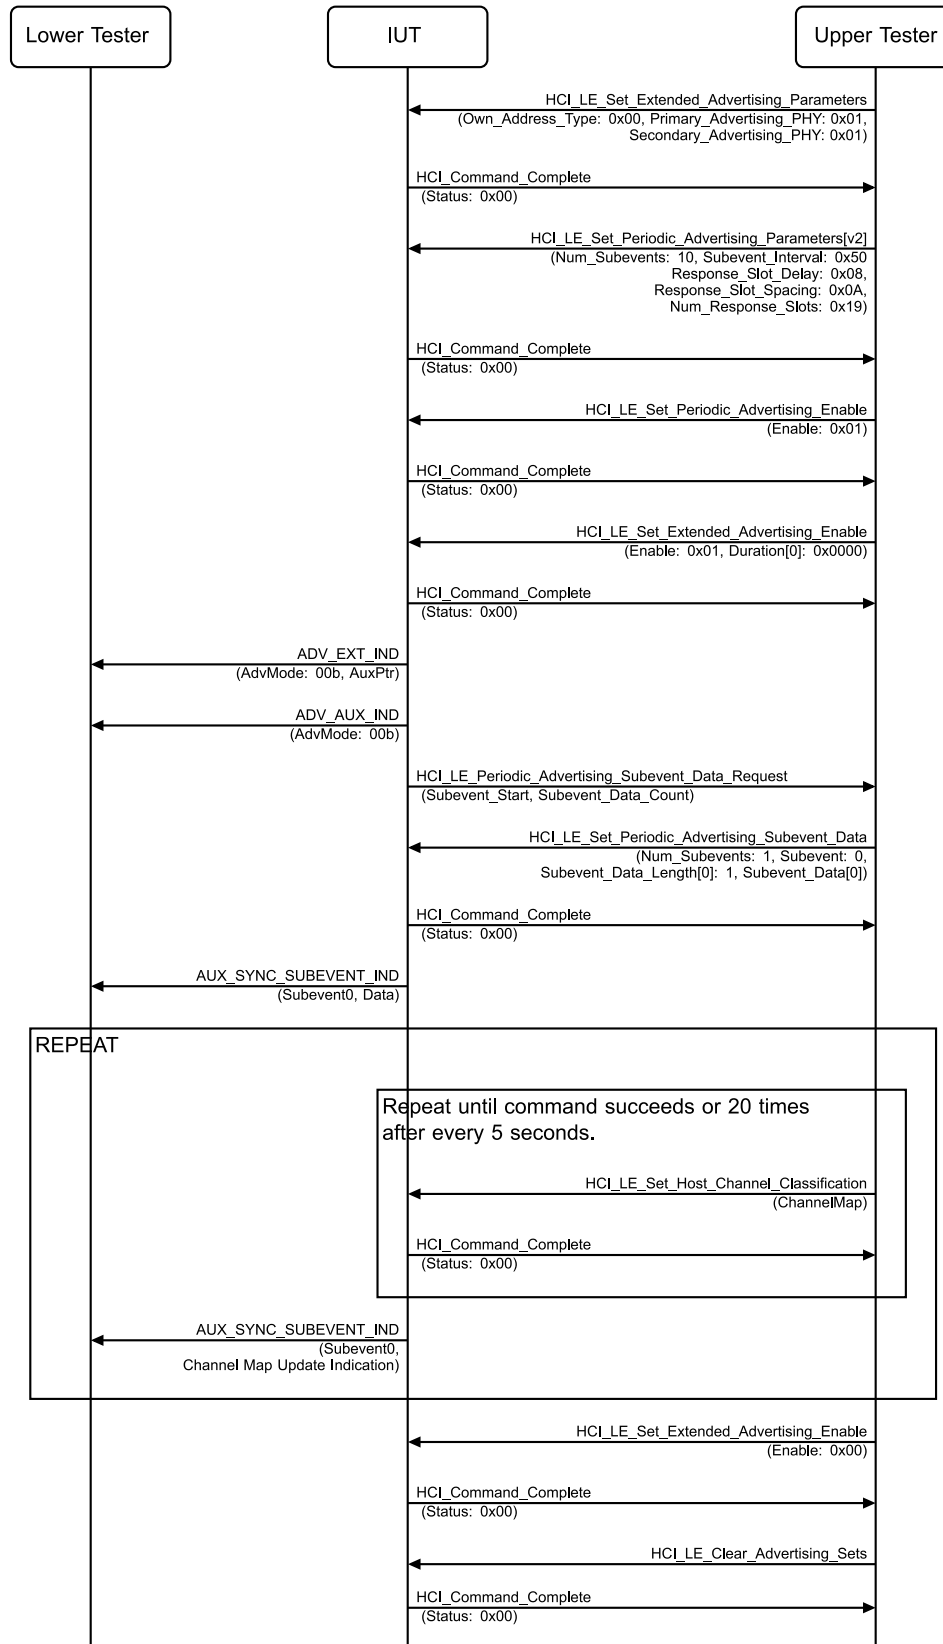 Lower Tester
IUT
Upper Tester
HCI_LE_Set_Extended_Advertising_Parameters
(Own_Address_Type: 0x00, Primary_Advertising_PHY: 0x01,
Secondary_Advertising_PHY: 0x01)
HCI_Command_Complete
(Status: 0x00)
HCI_LE_Set_Periodic_Advertising_Parameters[v2]
(Num_Subevents: 10, Subevent_Interval: 0x50
Response_Slot_Delay: 0x08,
Response_Slot_Spacing: 0x0A,
Num_Response_Slots: 0x19)
HCI_Command_Complete
(Status: 0x00)
HCI_LE_Set_Periodic_Advertising_Enable
(Enable: 0x01)
HCI_Command_Complete
(Status: 0x00)
HCI_LE_Set_Extended_Advertising_Enable
(Enable: 0x01, Duration[0]: 0x0000)
HCI_Command_Complete
(Status: 0x00)
ADV_EXT_IND
(AdvMode: 00b, AuxPtr)
ADV_AUX_IND
(AdvMode: 00b)
HCI_LE_Periodic_Advertising_Subevent_Data_Request
(Subevent_Start, Subevent_Data_Count)
HCI_LE_Set_Periodic_Advertising_Subevent_Data
(Num_Subevents: 1, Subevent: 0,
Subevent_Data_Length[0]: 1, Subevent_Data[0])
HCI_Command_Complete
(Status: 0x00)
AUX_SYNC_SUBEVENT_IND
(Subevent0, Data)
REPEAT
Repeat until command succeeds or 20 times
after every 5 seconds.
HCI_LE_Set_Host_Channel_Classification
(ChannelMap)
HCI_Command_Complete
(Status: 0x00)
AUX_SYNC_SUBEVENT_IND
(Subevent0,
Channel Map Update Indication)
HCI_LE_Set_Extended_Advertising_Enable
(Enable: 0x00)
HCI_Command_Complete
(Status: 0x00)
HCI_LE_Clear_Advertising_Sets
HCI_Command_Complete
(Status: 0x00)